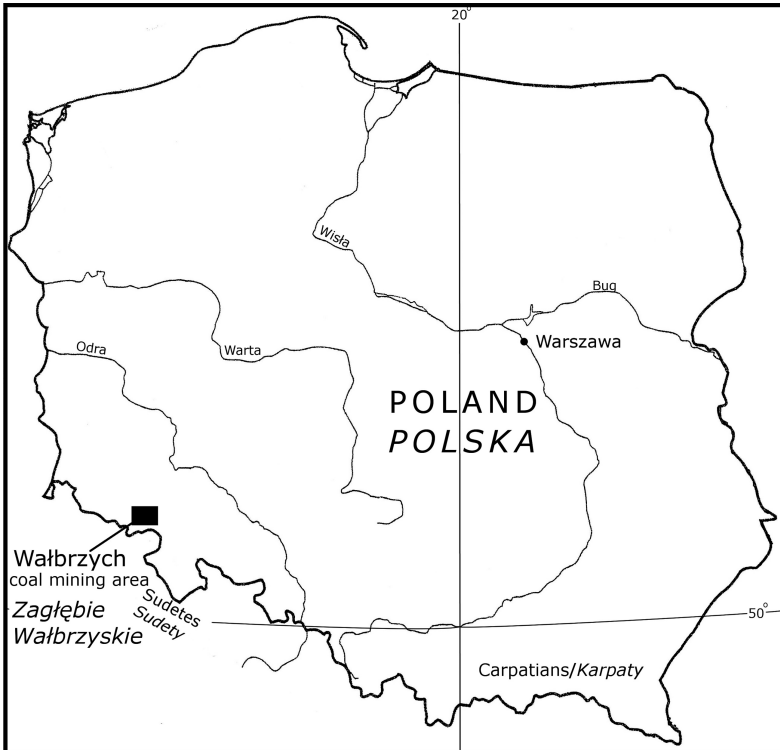 20°
Wisła
Bug
Odra
Warta
Warszawa
POLAND
POLSKA
Wałbrzych
coal mining area
Zagłębie
Wałbrzyskie
Sudetes
Sudety
50°
Carpatians/Karpaty